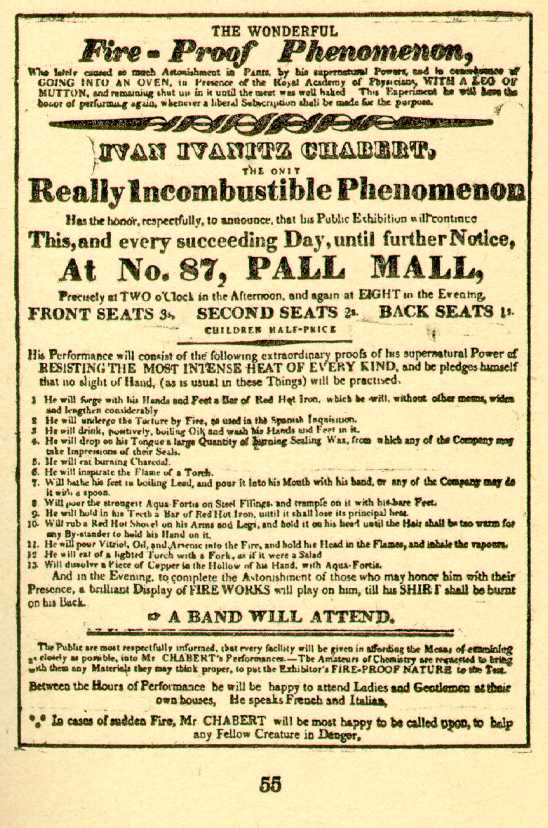 THE WONDERFUL
Fire-Proof Phenomenon,
Who lately caused so much Astonishment in Paris, by his supernatural Powers, and in consequence of
GOING INTO AN OVEN, in Presence of the Royal Academy of Physicians, WITH A LEG OF
MUTTON, and remaining shut up in it until the meat was well baked This Experiment he will have the
honor of performing again, whenever a liberal Subscription shall be made for the purpose.
IVAN IVANITZ CHABERT,
THE ONLY
Really Incombustible Phenomenon
Has the honor, respectfully, to announce, that his Public Exhibition will continue
This, and every succeeding Day, until further Notice,
At No. 87, PALL MALL,
Precisely at TWO o'Clock in the Afternoon, and again at EIGHT in the Evening,
FRONT SEATS 3s, SECOND SEATS 2s. BACK SEATS 1s.
CHILDREN HALF-PRICE
His Performance will consist of the following extraordinary proofs of his supernatural Power of
RESISTING THE MOST INTENSE HEAT OF EVERY KIND, and he pledges himself
that no slight of Hand, (as is usual in these Things) will be practised.
1 He will forge with his Hands and Feet a Bar of Red Hot Iron, which he will, without other means, widen
and lengthen considerably
2 He will undergo the Torture by Fire, as used in the Spanish Inquisition.
3 He will drink, positively, boiling Oil, and wash his Hands and Feet in it.
4. He will drop on his Tongue a large Quantity of burning Sealing Wax, from which any of the Company may
take Impressions of their Seals.
5. He will eat burning Charcoal.
6. He will inspirate the Flame of a Torch.
7. Will bathe his feet in boiling Lead, and pour it into his Mouth with his hand, or any of the Company may do
it with a spoon.
8 Will pour the strongest Aqua-Fortis on Steel Filings, and trample on it with his bare Feet.
9. He will hold in his Teeth a Bar of Red Hot Iron, until it shall lose its principal heat.
10. Will rub a Red Hot Shovel on his Arms and Legs, and hold it on his head until the Hair shall be too warm for
any By-stander to hold his Hand on it.
11. He will pour Vitriol, Oil, and Arsenic into the Fire, and hold his Head in the Flames, and inhale the vapours.
12 He will eat of a lighted Torch with a Fork, as if it were a Salad
13 Will dissolve a Piece of Copper in the Hollow of his Hand, with Aqua-Fortis.
And in the Evening, to complete the Astonishment of those who may honor him with their
Presence, a brilliant Display of FIRE WORKS will play on him, till his SHIRT shall be burnt
on his Back.
☞ A BAND WILL ATTEND.
The Public are most respectfully informed, that every facility will be given in affording the Means of examining
as closely as possible, into Mr CHABERT's Performances.—The Amateurs of Chemistry are requested to bring
with them any Materials they may think proper, to put the Exhibitor's FIRE-PROOF NATURE to the Test.
Between the Hours of Performance he will be happy to attend Ladies and Gentlemen at their
own houses, He speaks French and Italian,
In cases of sudden Fire, Mr CHABERT will be most happy to be called upon, to help
any Fellow Creature in Danger,
55